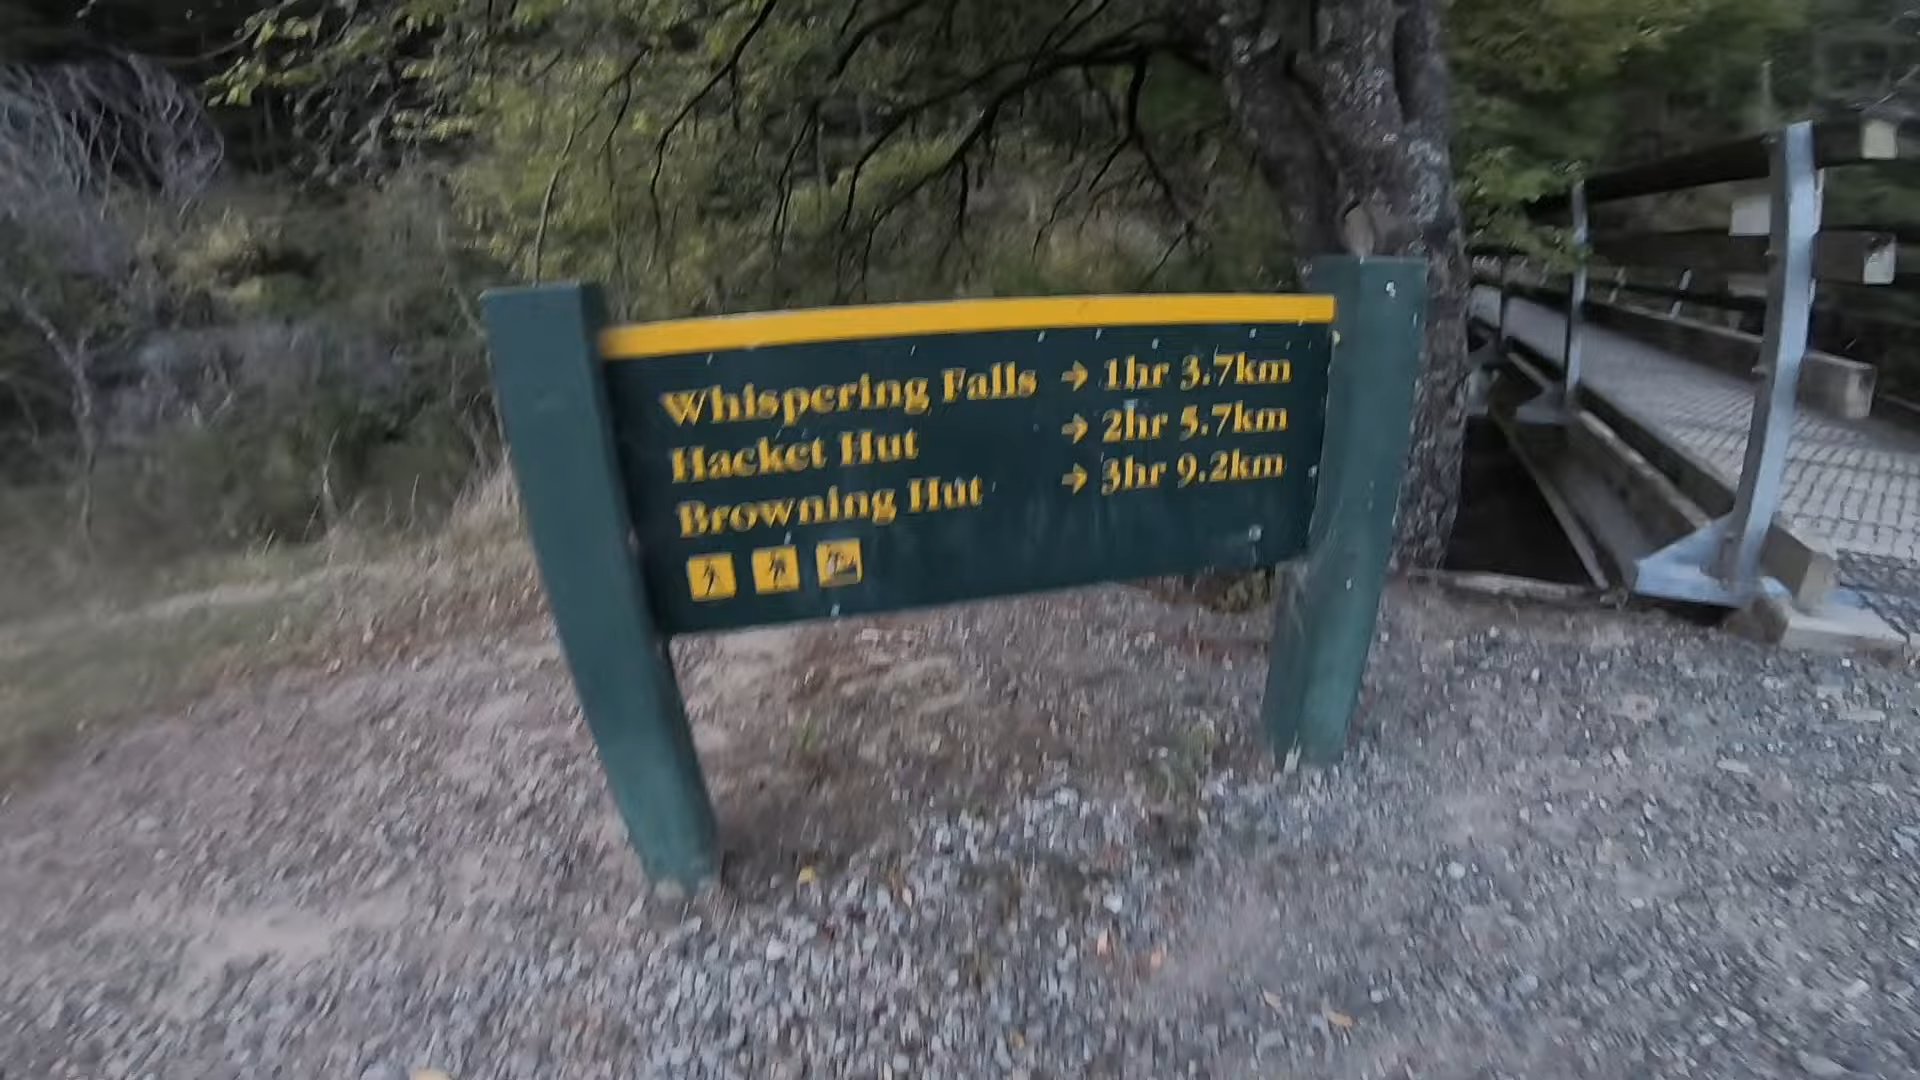 Whispering Falls → 1hr 3.7km
Hacket Hut → 2hr 5.7km
Browning Hut → 3hr 9.2km